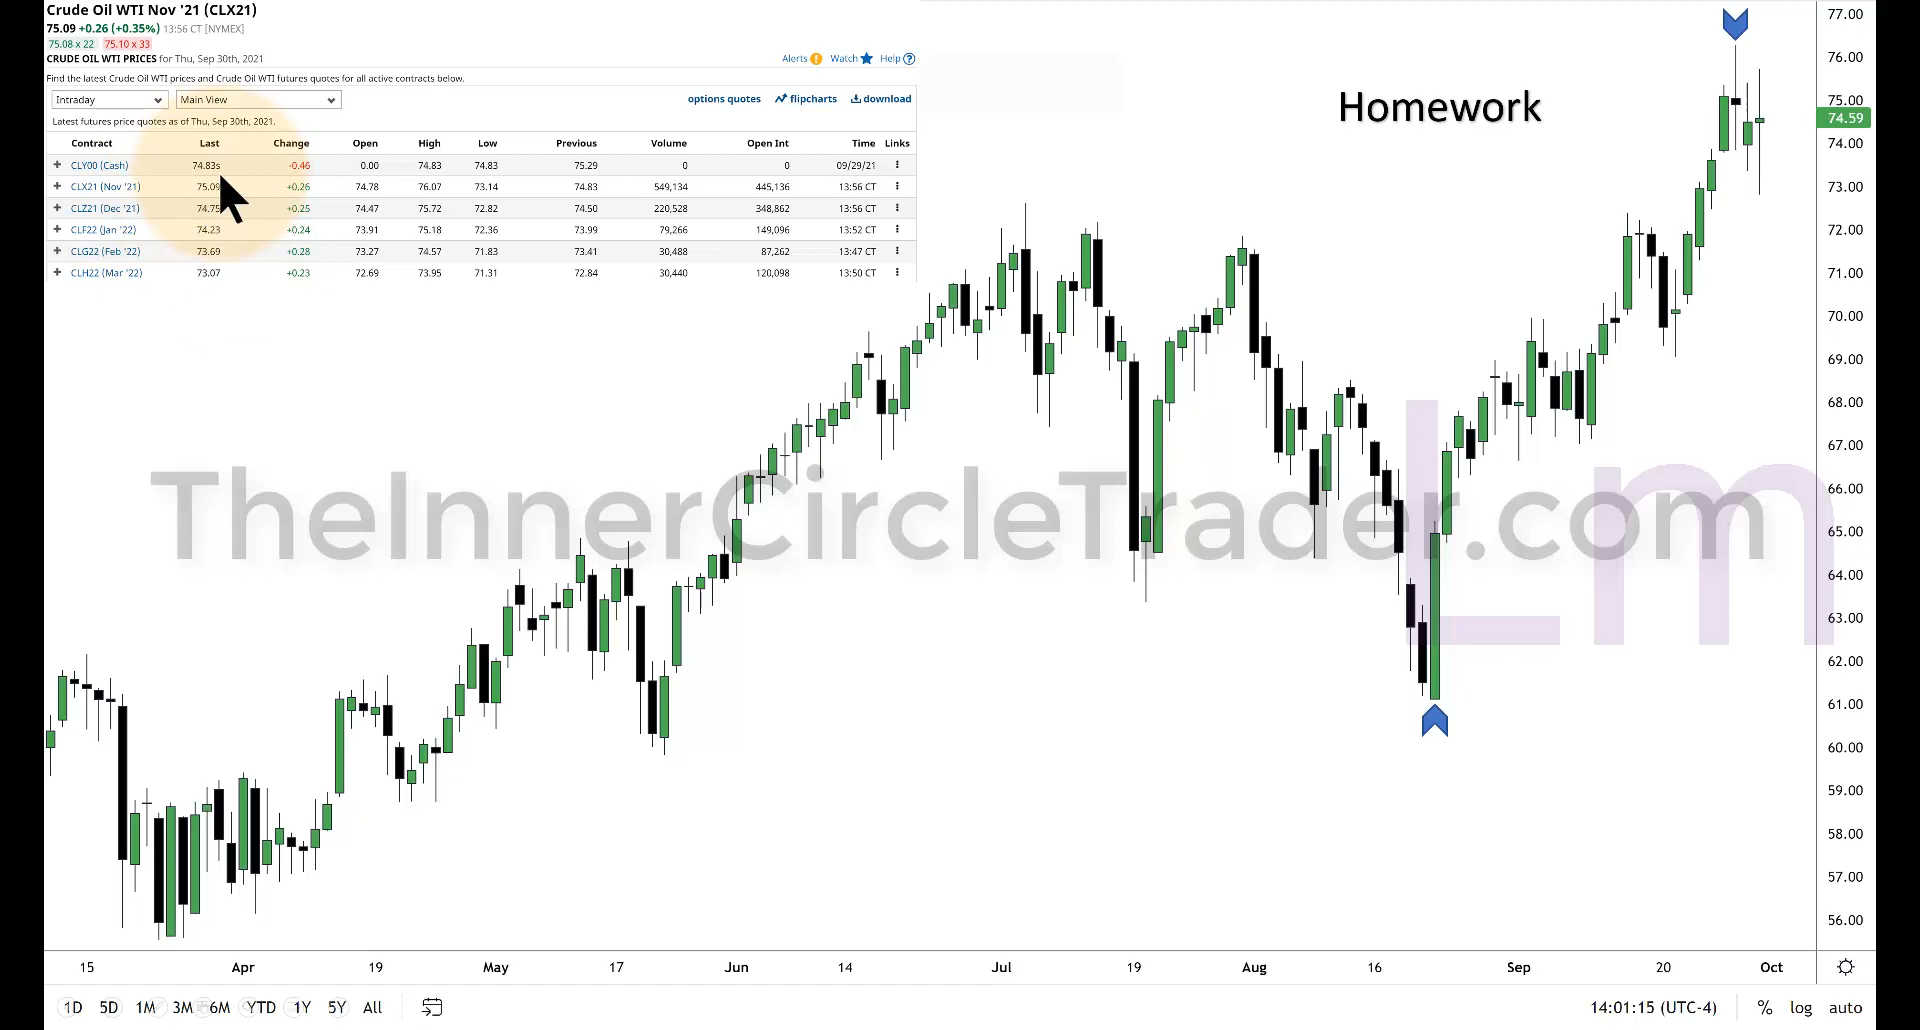 Crude Oil WTI Nov '21 (CLX21)
75.09 +0.26 (+0.35%) 13:56 CT [NYMEX]
75.08 x 22 75.10 x 33
CRUDE OIL WTI PRICES for Thu, Sep 30th, 2021
Alerts Watch Help
Find the latest Crude Oil WTI prices and Crude Oil WTI futures quotes for all active contracts below.
Intraday Main View
options quotes flipcharts download
Latest futures price quotes as of Thu, Sep 30th, 2021.
Contract Last Change Open High Low Previous Volume Open Int Time Links
CLY00 (Cash) 74.83s -0.46 0.00 74.83 74.83 75.29 0 0 09/29/21
CLX21 (Nov '21) 75.09 +0.26 74.78 76.07 73.14 74.83 549,134 445,136 13:56 CT
CLZ21 (Dec '21) 74.75 +0.25 74.47 75.72 72.82 74.50 220,528 348,862 13:56 CT
CLF22 (Jan '22) 74.23 +0.24 73.91 75.18 72.36 73.99 79,266 149,096 13:52 CT
CLG22 (Feb '22) 73.69 +0.28 73.27 74.57 71.83 73.41 30,488 87,262 13:47 CT
CLH22 (Mar '22) 73.07 +0.23 72.69 73.95 71.31 72.84 30,440 120,098 13:50 CT
Homework
77.00
76.00
75.00
74.59
74.00
73.00
72.00
71.00
70.00
69.00
68.00
67.00
66.00
65.00
64.00
63.00
62.00
61.00
60.00
59.00
58.00
57.00
56.00
TheInnerCircleTrader.com
Lm
15 Apr 19 May 17 Jun 14 Jul 19 Aug 16 Sep 20 Oct
1D 5D 1M 3M 6M YTD 1Y 5Y All
14:01:15 (UTC-4) % log auto